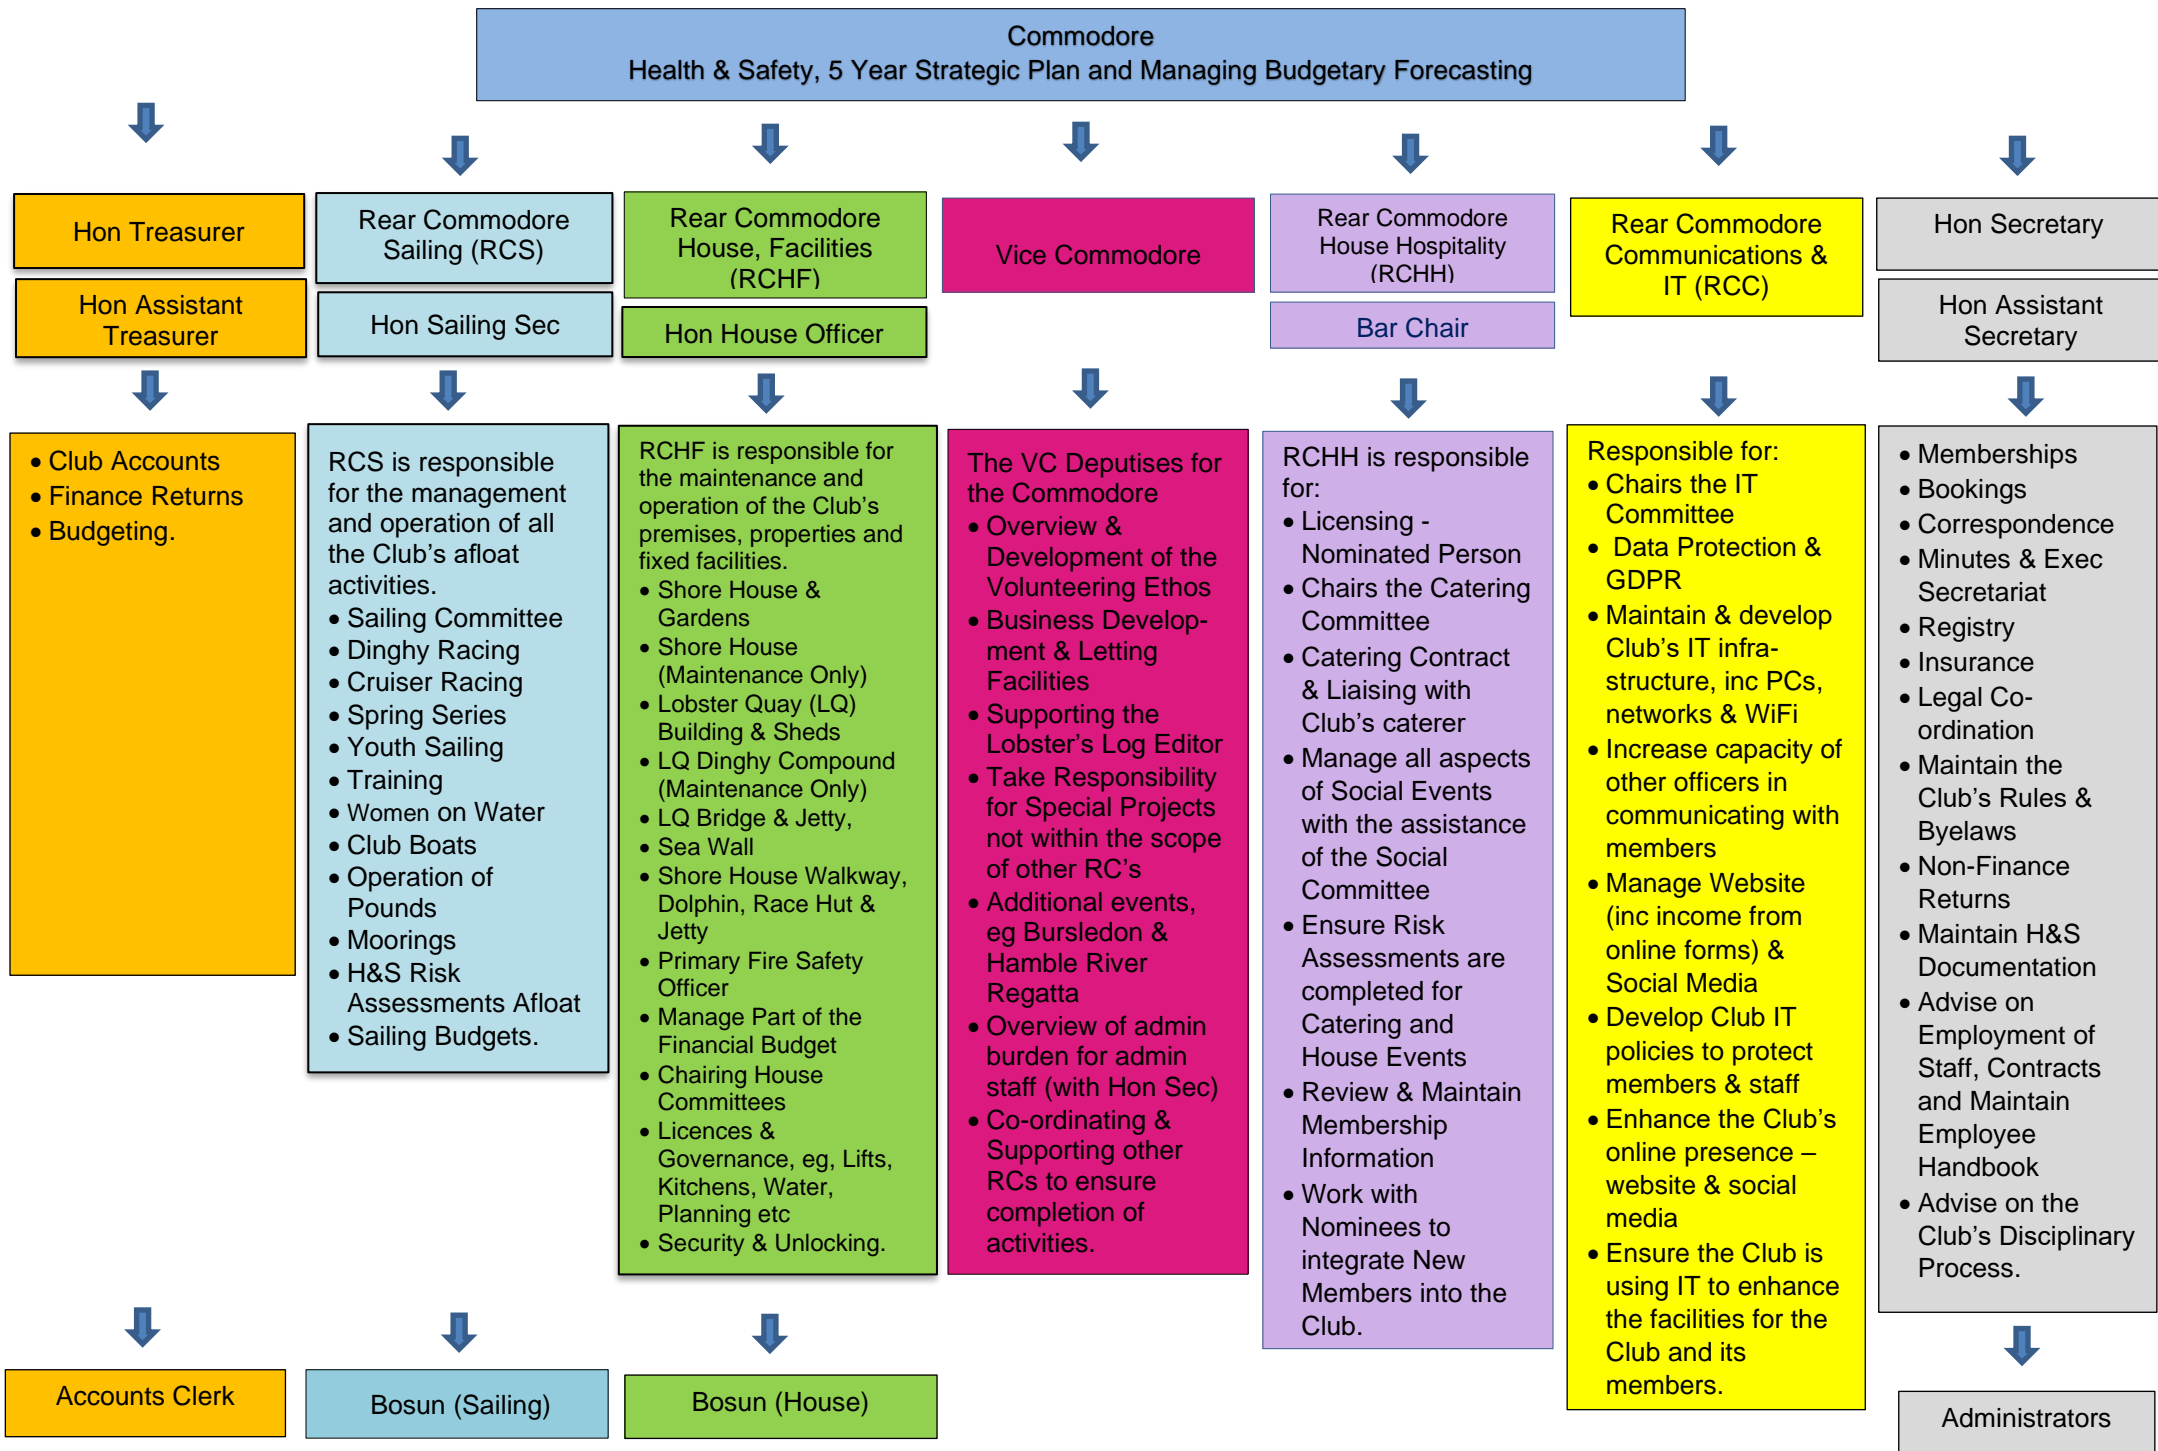 Commodore
Health & Safety, 5 Year Strategic Plan and Managing Budgetary Forecasting
Hon Treasurer
Hon Assistant
Treasurer
• Club Accounts
• Finance Returns
• Budgeting.
Accounts Clerk
Rear Commodore
Sailing (RCS)
Hon Sailing Sec
RCS is responsible
for the management
and operation of all
the Club’s afloat
activities.
• Sailing Committee
• Dinghy Racing
• Cruiser Racing
• Spring Series
• Youth Sailing
• Training
• Women on Water
• Club Boats
• Operation of
Pounds
• Moorings
• H&S Risk
Assessments Afloat
• Sailing Budgets.
Bosun (Sailing)
Rear Commodore
House, Facilities
(RCHF)
Hon House Officer
RCHF is responsible for
the maintenance and
operation of the Club’s
premises, properties and
fixed facilities.
• Shore House &
Gardens
• Shore House
(Maintenance Only)
• Lobster Quay (LQ)
Building & Sheds
• LQ Dinghy Compound
(Maintenance Only)
• LQ Bridge & Jetty,
• Sea Wall
• Shore House Walkway,
Dolphin, Race Hut &
Jetty
• Primary Fire Safety
Officer
• Manage Part of the
Financial Budget
• Chairing House
Committees
• Licences &
Governance, eg, Lifts,
Kitchens, Water,
Planning etc
• Security & Unlocking.
Bosun (House)
Vice Commodore
The VC Deputises for
the Commodore
• Overview &
Development of the
Volunteering Ethos
• Business Develop-
ment & Letting
Facilities
• Supporting the
Lobster’s Log Editor
• Take Responsibility
for Special Projects
not within the scope
of other RC’s
• Additional events,
eg Bursledon &
Hamble River
Regatta
• Overview of admin
burden for admin
staff (with Hon Sec)
• Co-ordinating &
Supporting other
RCs to ensure
completion of
activities.
Rear Commodore
House Hospitality
(RCHH)
Bar Chair
RCHH is responsible
for:
• Licensing -
Nominated Person
• Chairs the Catering
Committee
• Catering Contract
& Liaising with
Club’s caterer
• Manage all aspects
of Social Events
with the assistance
of the Social
Committee
• Ensure Risk
Assessments are
completed for
Catering and
House Events
• Review & Maintain
Membership
Information
• Work with
Nominees to
integrate New
Members into the
Club.
Rear Commodore
Communications &
IT (RCC)
Responsible for:
• Chairs the IT
Committee
• Data Protection &
GDPR
• Maintain & develop
Club’s IT infra-
structure, inc PCs,
networks & WiFi
• Increase capacity of
other officers in
communicating with
members
• Manage Website
(inc income from
online forms) &
Social Media
• Develop Club IT
policies to protect
members & staff
• Enhance the Club’s
online presence –
website & social
media
• Ensure the Club is
using IT to enhance
the facilities for the
Club and its
members.
Hon Secretary
Hon Assistant
Secretary
• Memberships
• Bookings
• Correspondence
• Minutes & Exec
Secretariat
• Registry
• Insurance
• Legal Co-
ordination
• Maintain the
Club’s Rules &
Byelaws
• Non-Finance
Returns
• Maintain H&S
Documentation
• Advise on
Employment of
Staff, Contracts
and Maintain
Employee
Handbook
• Advise on the
Club’s Disciplinary
Process.
Administrators